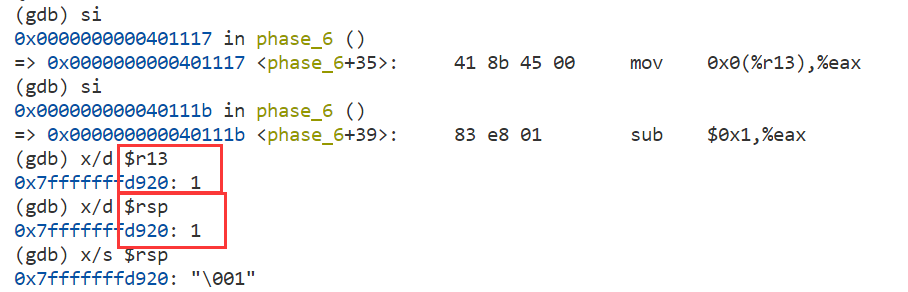 (gdb) si
0x0000000000401117 in phase_6 ()
=> 0x0000000000401117 <phase_6+35>: 41 8b 45 00 mov 0x0(%r13),%eax
(gdb) si
0x000000000040111b in phase_6 ()
=> 0x000000000040111b <phase_6+39>: 83 e8 01 sub $0x1,%eax
(gdb) x/d $r13
0x7fffffffd920: 1
(gdb) x/d $rsp
0x7fffffffd920: 1
(gdb) x/s $rsp
0x7fffffffd920: "\001"